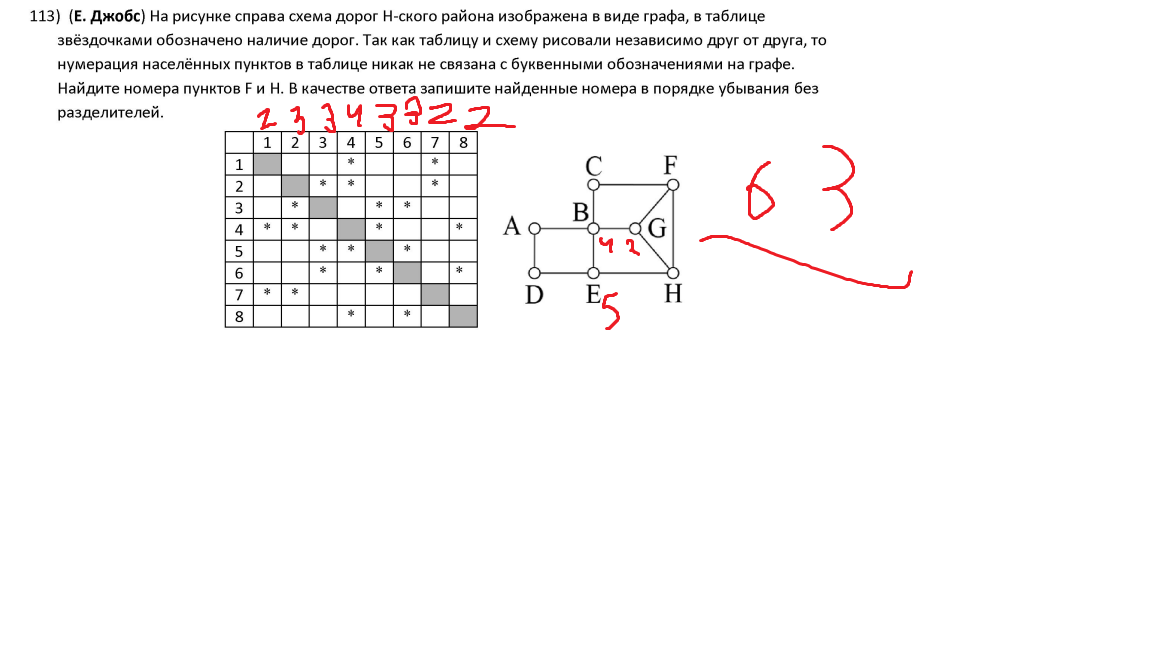 113) (Е. Джобс) На рисунке справа схема дорог Н-ского района изображена в виде графа, в таблице
звёздочками обозначено наличие дорог. Так как таблицу и схему рисовали независимо друг от друга, то
нумерация населённых пунктов в таблице никак не связана с буквенными обозначениями на графе.
Найдите номера пунктов F и H. В качестве ответа запишите найденные номера в порядке убывания без
разделителей.
2 3 3 4 3 3 2 2
1 2 3 4 5 6 7 8
1 * *
2 * * *
3 * * *
4 * * * *
5 * * *
6 * * *
7 * *
8 * *
C F
A B G
4 2
D E H
5
6 3